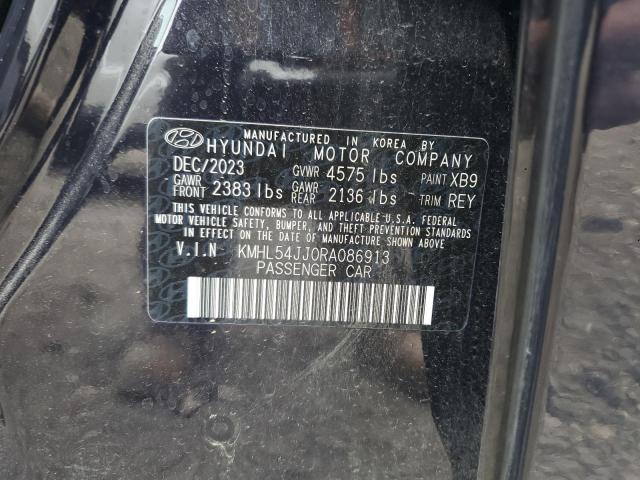 MANUFACTURED IN KOREA BY
HYUNDAI MOTOR COMPANY
DEC/2023 GVWR 4575 lbs PAINT XB9
GAWR FRONT 2383 lbs GAWR REAR 2136 lbs TRIM REY
THIS VEHICLE CONFORMS TO ALL APPLICABLE U.S.A. FEDERAL
MOTOR VEHICLE SAFETY, BUMPER, AND THEFT PREVENTION STANDARDS
IN EFFECT ON THE DATE OF MANUFACTURE SHOWN ABOVE.
V.I.N KMHL54JJ0RA086913
PASSENGER CAR